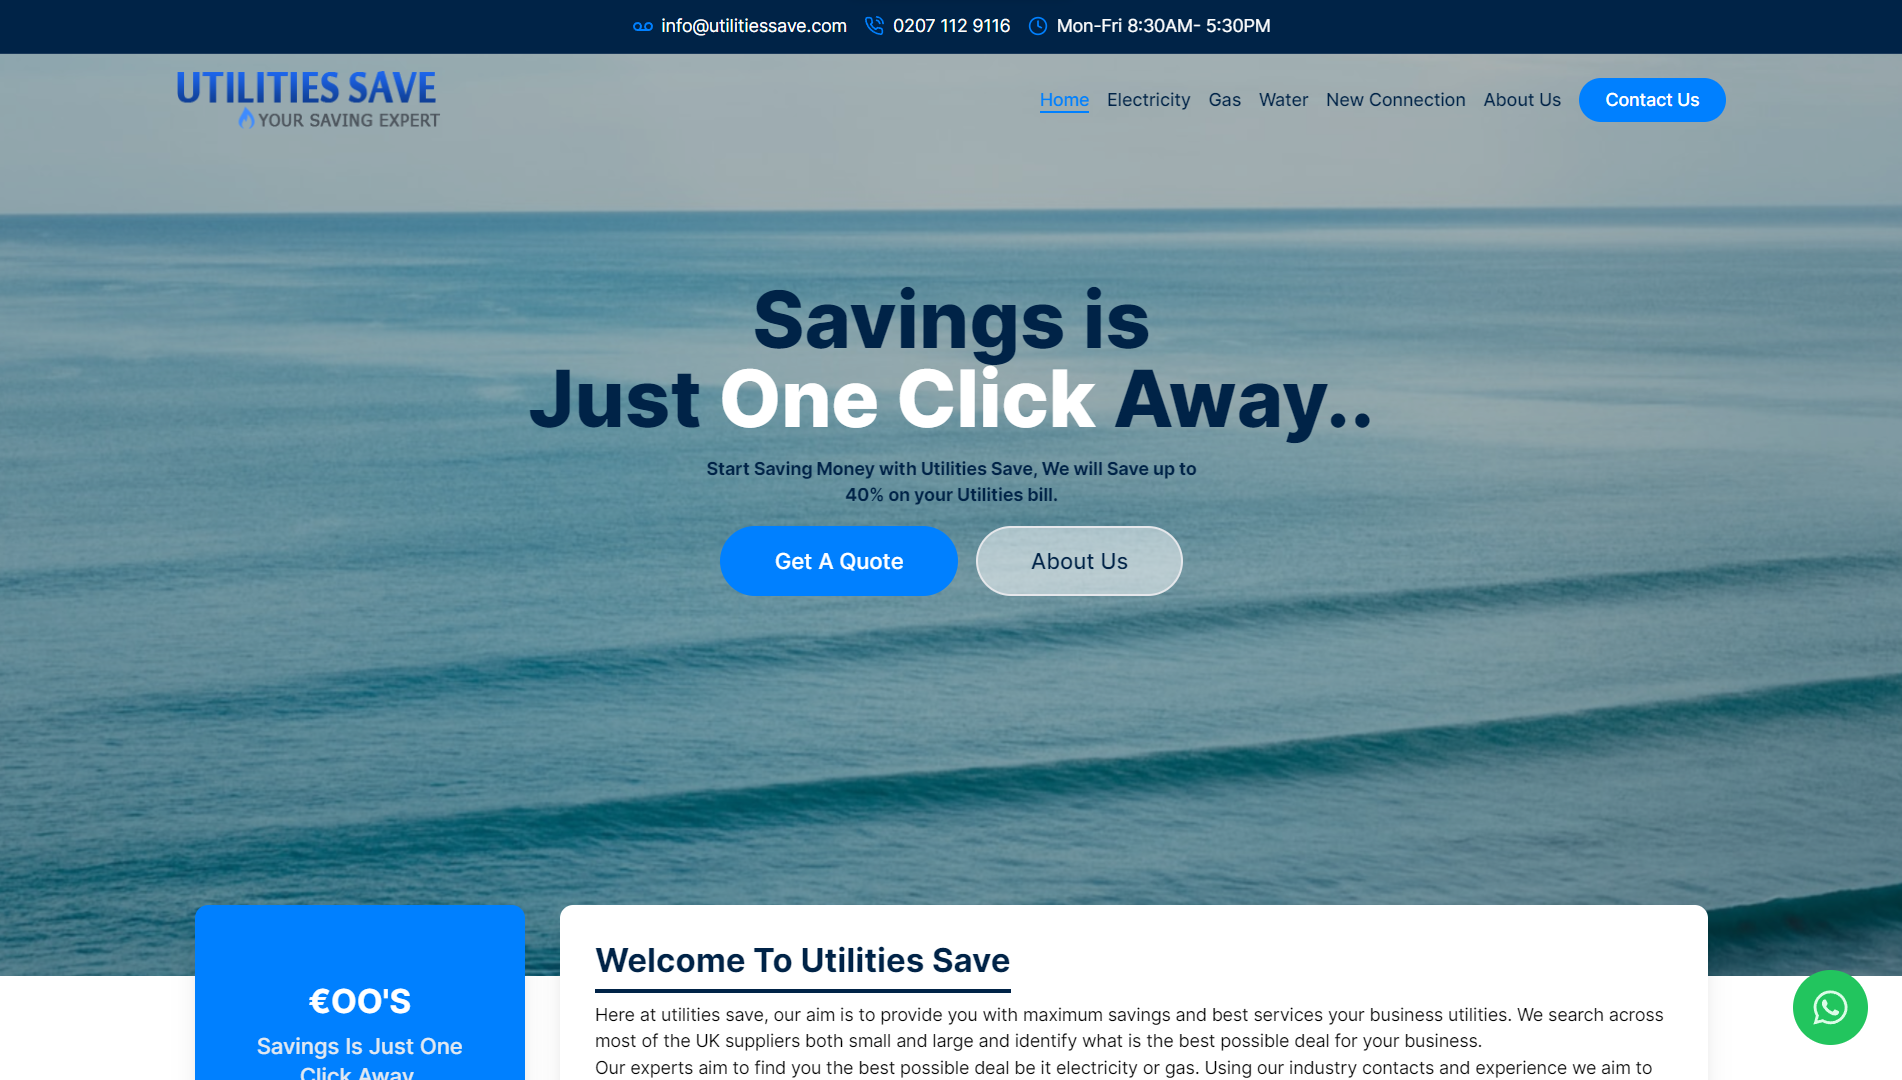 info@utilitiessave.com 0207 112 9116 Mon-Fri 8:30AM- 5:30PM
UTILITIES SAVE
YOUR SAVING EXPERT
Home Electricity Gas Water New Connection About Us Contact Us
Savings is
Just One Click Away..
Start Saving Money with Utilities Save, We will Save up to
40% on your Utilities bill.
Get A Quote About Us
€OO'S
Savings Is Just One
Click Away
Welcome To Utilities Save
Here at utilities save, our aim is to provide you with maximum savings and best services your business utilities. We search across
most of the UK suppliers both small and large and identify what is the best possible deal for your business.
Our experts aim to find you the best possible deal be it electricity or gas. Using our industry contacts and experience we aim to